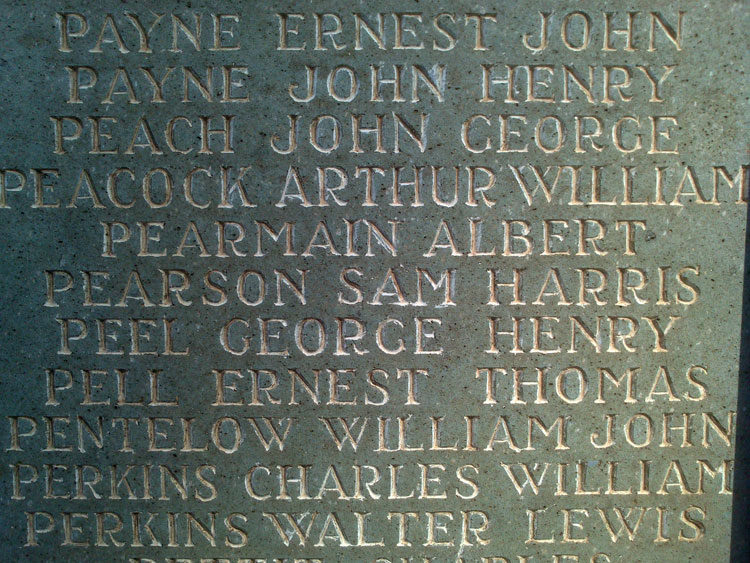 PAYNE ERNEST JOHN
PAYNE JOHN HENRY
PEACH JOHN GEORGE
PEACOCK ARTHUR WILLIAM
PEARMAIN ALBERT
PEARSON SAM HARRIS
PEEL GEORGE HENRY
PELL ERNEST THOMAS
PENTELOW WILLIAM JOHN
PERKINS CHARLES WILLIAM
PERKINS WALTER LEWIS
CHARLES